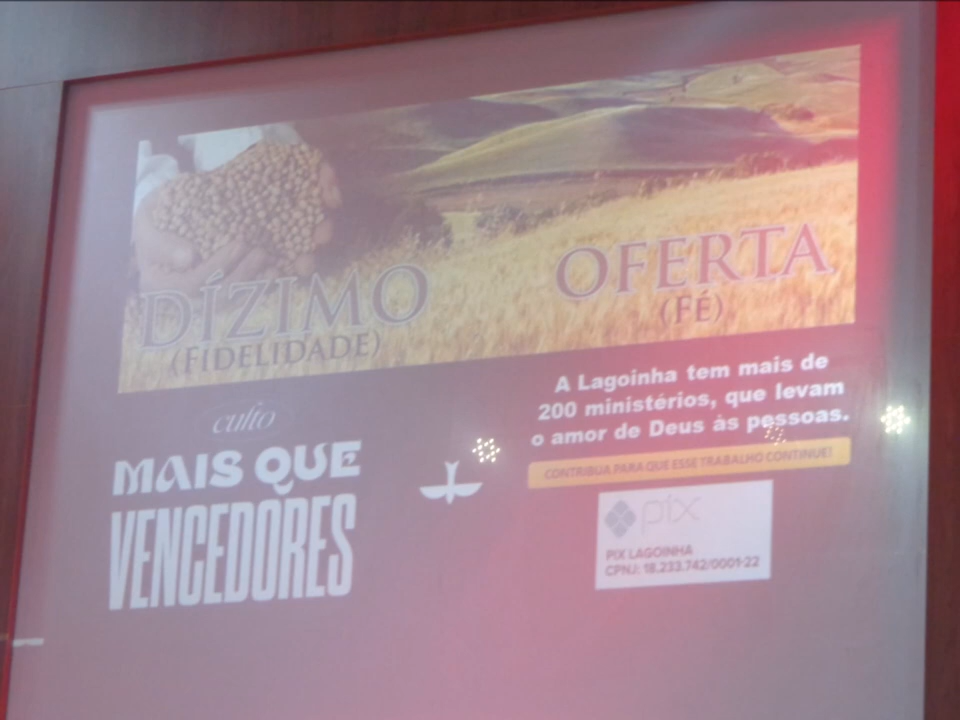 DÍZIMO
(FIDELIDADE)
OFERTA
(FÉ)
culto
MAIS QUE
VENCEDORES
A Lagoinha tem mais de
200 ministérios, que levam
o amor de Deus às pessoas.
CONTRIBUA PARA QUE ESSE TRABALHO CONTINUE!
pix
PIX LAGOINHA
CPNJ: 18.233.742/0001-22